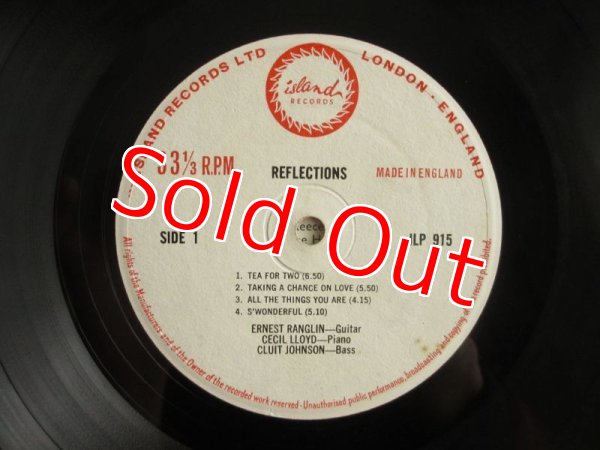 ISLAND RECORDS LTD
LONDON · ENGLAND
island
RECORDS
33⅓ R.P.M
REFLECTIONS
MADE IN ENGLAND
Sold Out
SIDE 1
ILP 915
1. TEA FOR TWO (6.50)
2. TAKING A CHANCE ON LOVE (5.50)
3. ALL THE THINGS YOU ARE (4.15)
4. S'WONDERFUL (5.10)
ERNEST RANGLIN—Guitar
CECIL LLOYD—Piano
CLUIT JOHNSON—Bass
All rights of the Manufacturers and of the Owner of the recorded work reserved - Unauthorised public performance, broadcasting and copying of this record prohibited.